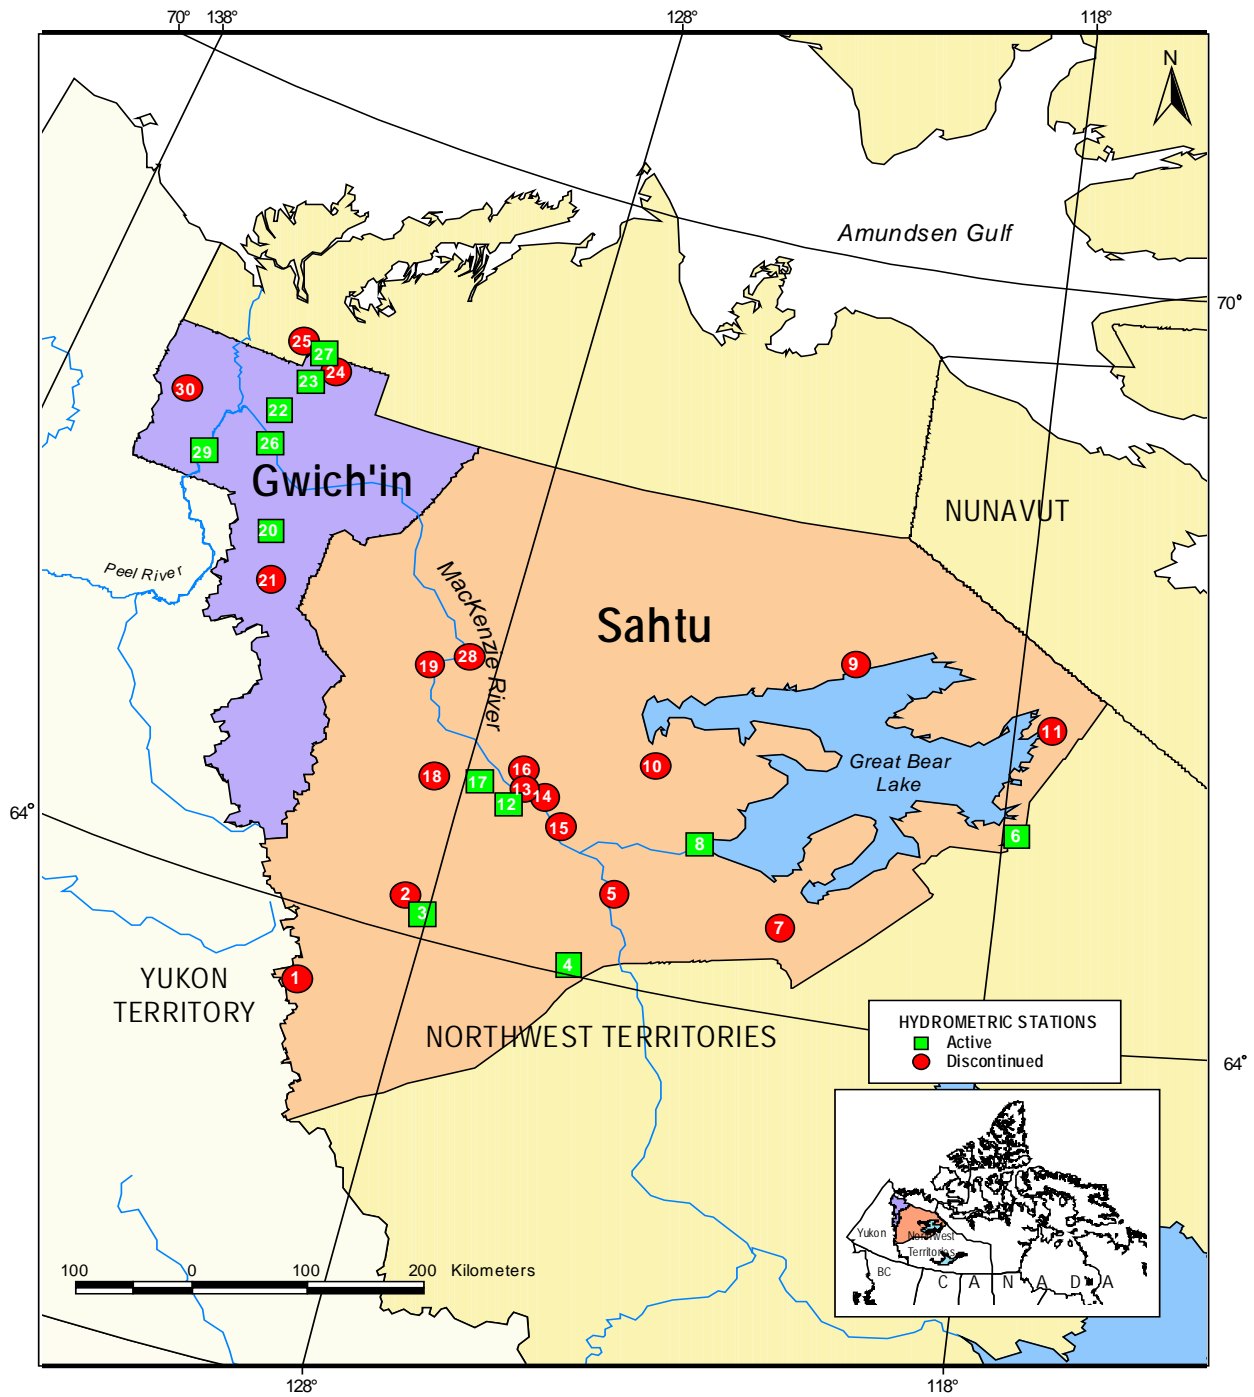 70° 138° 128° 118°
N
Amundsen Gulf
70°
25
27
24
23
30
22
26
29
Gwich'in
NUNAVUT
20
Peel River
21
MacKenzie River
Sahtu
19
28
9
11
16
10
18
17
13
14
12
Great Bear
Lake
64°
15
8
6
2
5
3
7
4
1
YUKON
TERRITORY
NORTHWEST TERRITORIES
HYDROMETRIC STATIONS
Active
Discontinued
64°
Yukon
Northwest
Territories
BC
C A N A D A
100 0 100 200 Kilometers
128° 118°